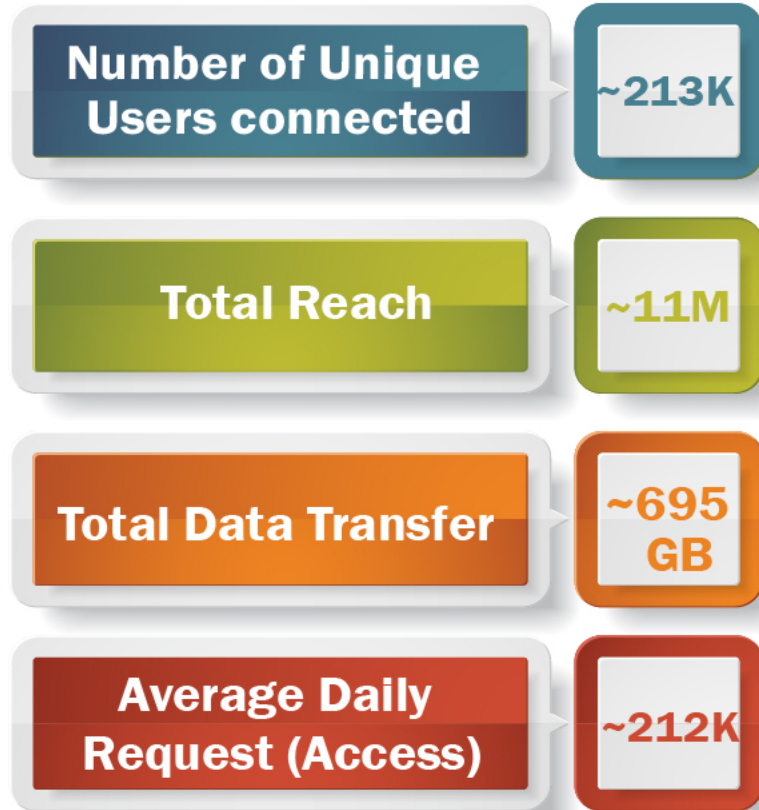 Number of Unique
Users connected
~213K
Total Reach
~11M
Total Data Transfer
~695
GB
Average Daily
Request (Access)
~212K